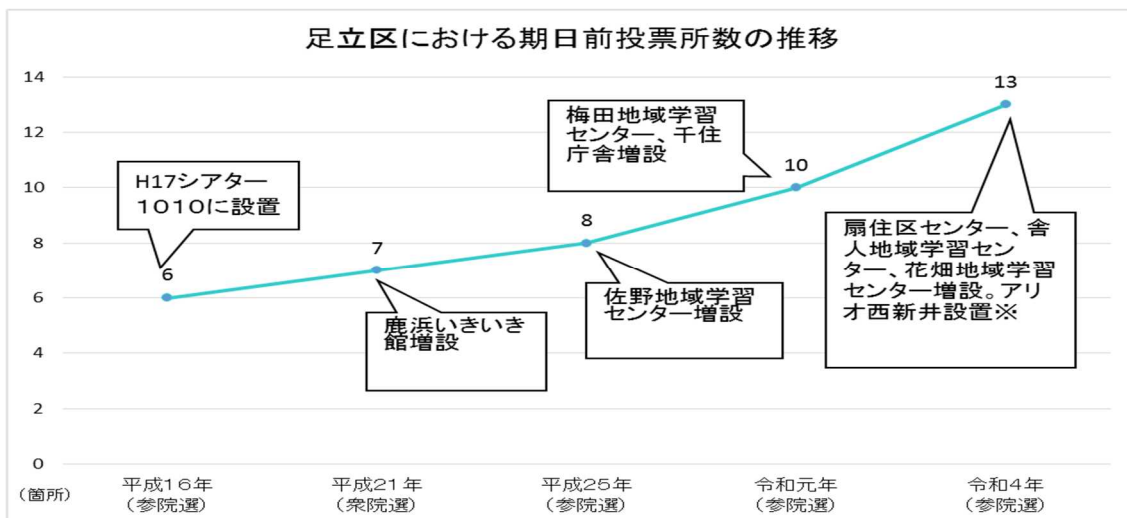 足立区における期日前投票所数の推移
14
12
10
8
6
4
2
0
(箇所)
6
7
8
10
13
H17シアター
1010に設置
鹿浜いきいき
館増設
佐野地域学習
センター増設
梅田地域学習
センター、千住
庁舎増設
扇住区センター、舎
人地域学習セン
ター、花畑地域学習
センター増設。アリ
オ西新井設置※
平成16年
(参院選)
平成21年
(衆院選)
平成25年
(参院選)
令和元年
(参院選)
令和4年
(参院選)